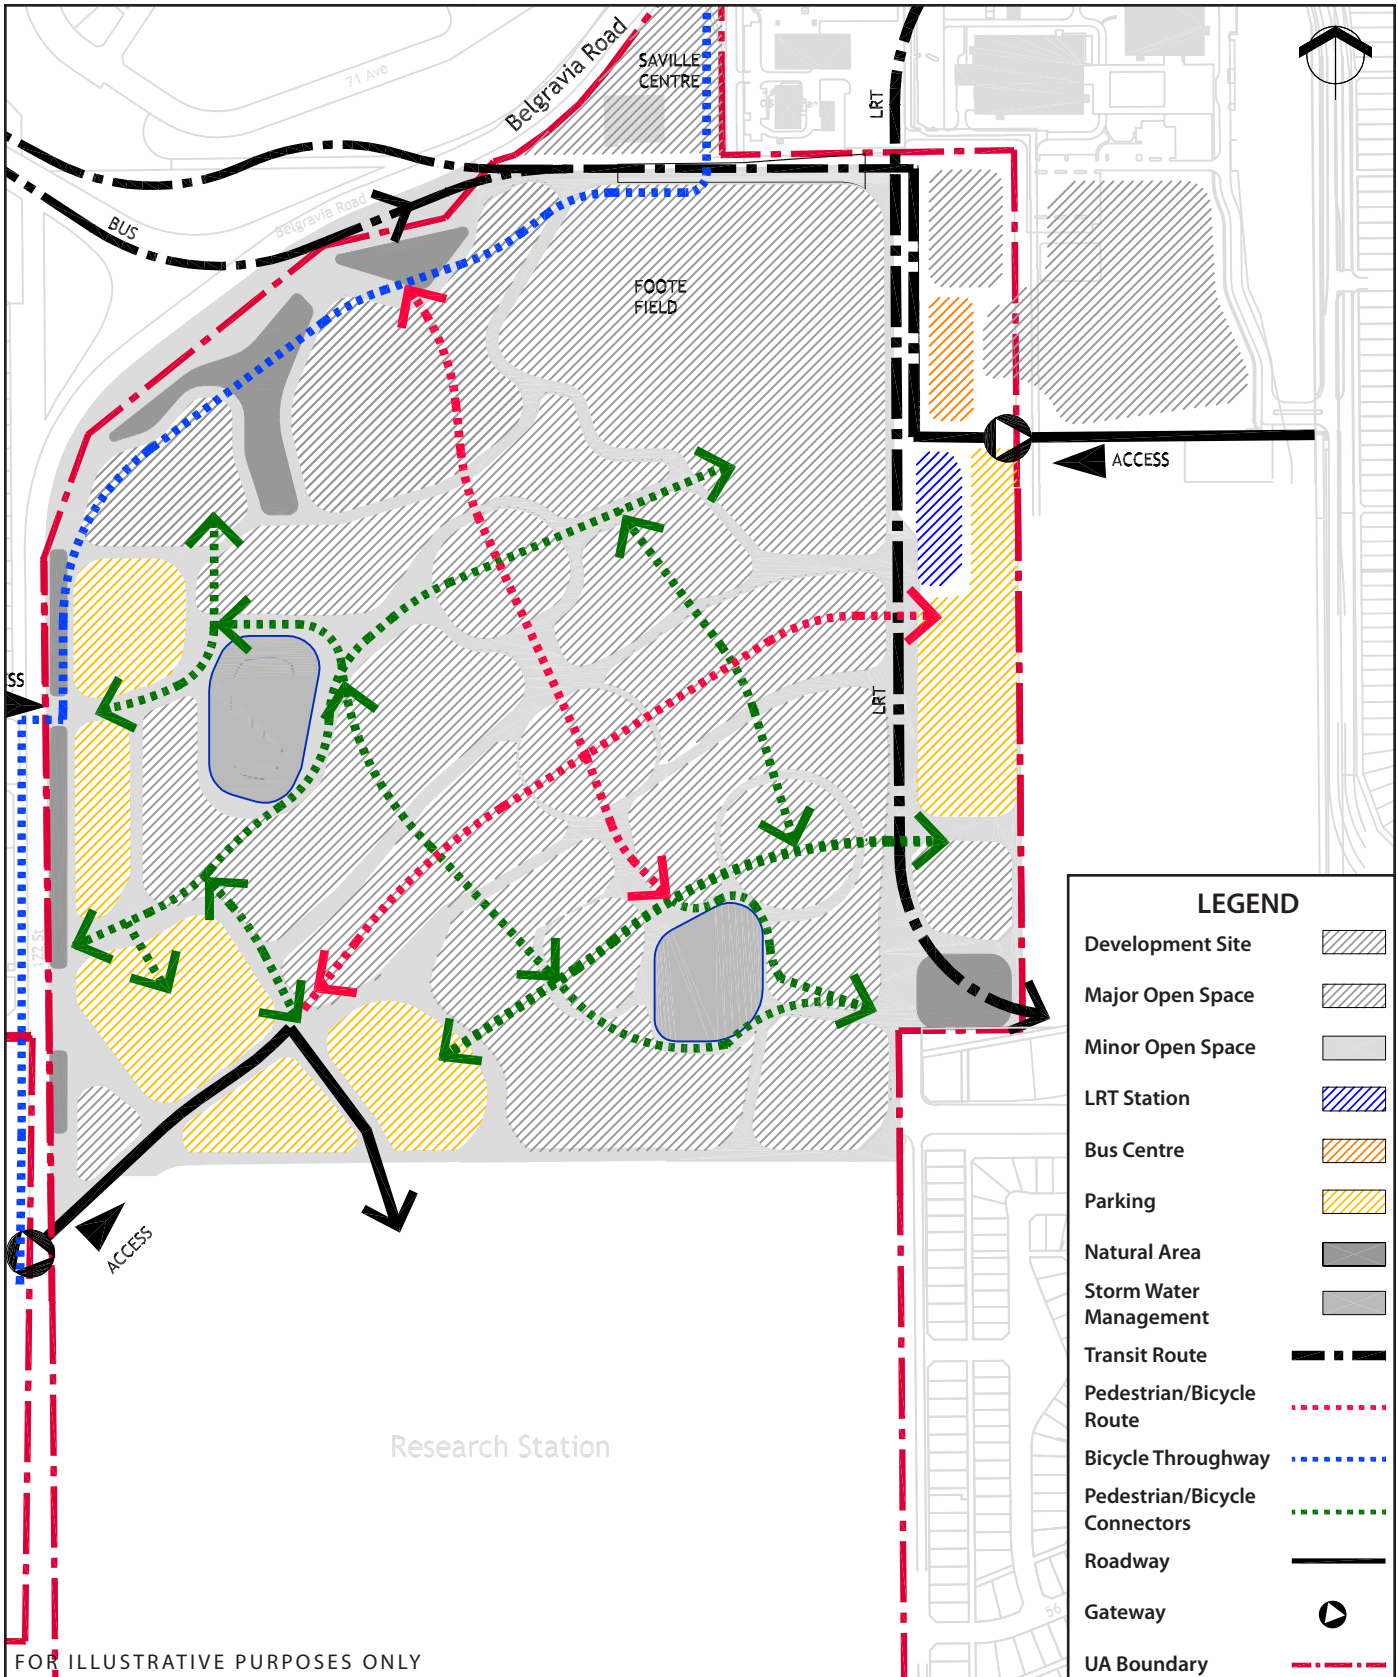 Belgravia Road
SAVILLE
CENTRE
71 Ave
LRT
BUS
Belgravia Road
FOOTE
FIELD
ACCESS
SS
LRT
122 St
ACCESS
Research Station
56
FOR ILLUSTRATIVE PURPOSES ONLY
LEGEND
Development Site
Major Open Space
Minor Open Space
LRT Station
Bus Centre
Parking
Natural Area
Storm Water
Management
Transit Route
Pedestrian/Bicycle
Route
Bicycle Throughway
Pedestrian/Bicycle
Connectors
Roadway
Gateway
UA Boundary